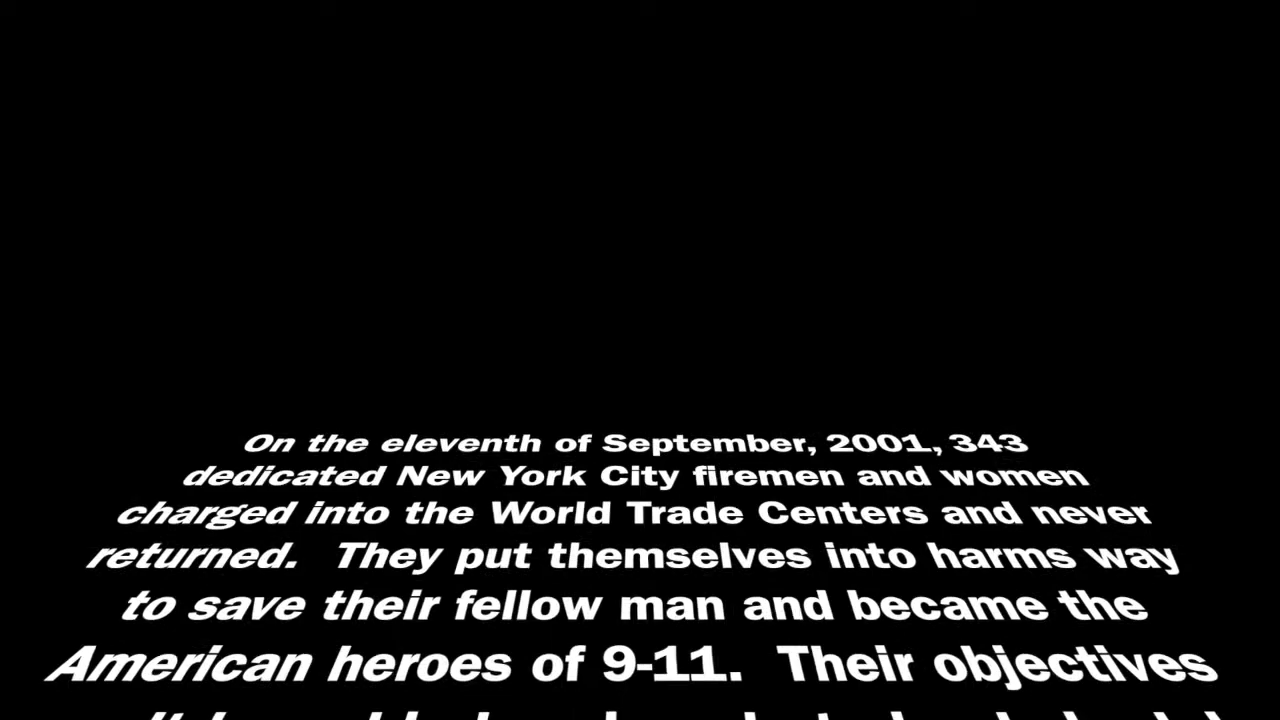 On the eleventh of September, 2001, 343
dedicated New York City firemen and women
charged into the World Trade Centers and never
returned.  They put themselves into harms way
to save their fellow man and became the
American heroes of 9-11.  Their objectives